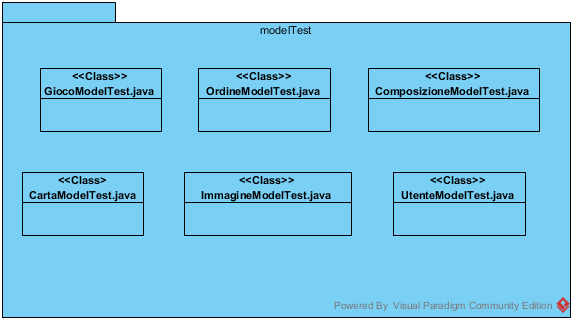 modelTest
<<Class>>
GiocoModelTest.java
<<Class>>
OrdineModelTest.java
<<Class>>
ComposizioneModelTest.java
<<Class>
CartaModelTest.java
<<Class>>
ImmagineModelTest.java
<<Class>>
UtenteModelTest.java
Powered By Visual Paradigm Community Edition